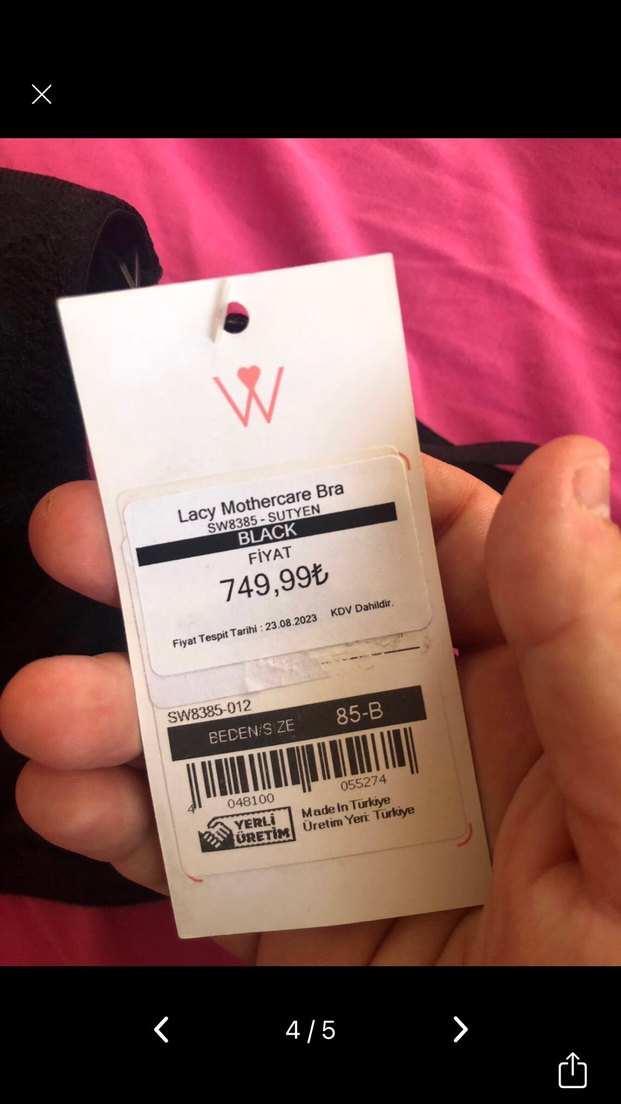 W
Lacy Mothercare Bra
SW8385 - SUTYEN
BLACK
FİYAT
749,99₺
Fiyat Tespit Tarihi : 23.08.2023 KDV Dahildir.
SW8385-012
BEDEN/SIZE 85-B
4 048100 055274
YERLİ
ÜRETİM
Made In Türkiye
Üretim Yeri: Türkiye
4 / 5